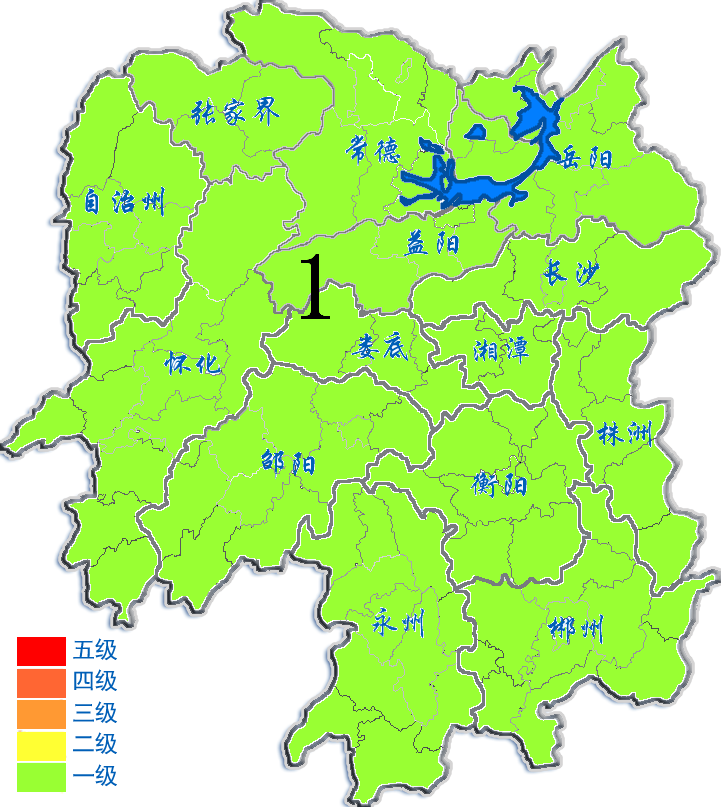 张家界
常德
岳阳
自治州
益阳
长沙
1
娄底
湘潭
怀化
株洲
邵阳
衡阳
永州
郴州
五级
四级
三级
二级
一级